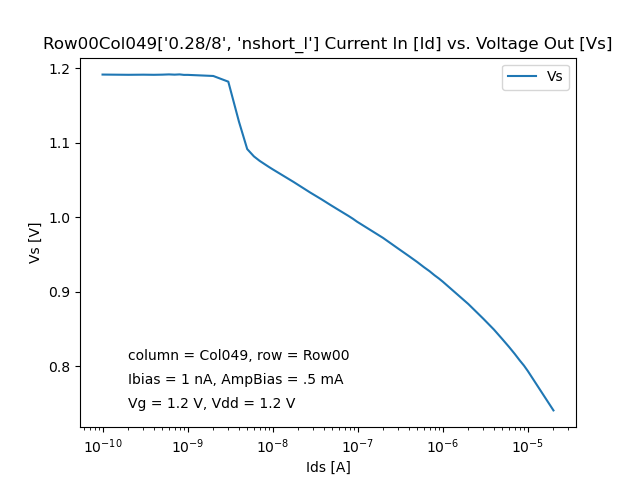 Row00Col049['0.28/8', 'nshort_l'] Current In [Id] vs. Voltage Out [Vs]
Vs
1.2
1.1
1.0
0.9
0.8
Vs [V]
column = Col049, row = Row00
Ibias = 1 nA, AmpBias = .5 mA
Vg = 1.2 V, Vdd = 1.2 V
10⁻¹⁰ 10⁻⁹ 10⁻⁸ 10⁻⁷ 10⁻⁶ 10⁻⁵
Ids [A]